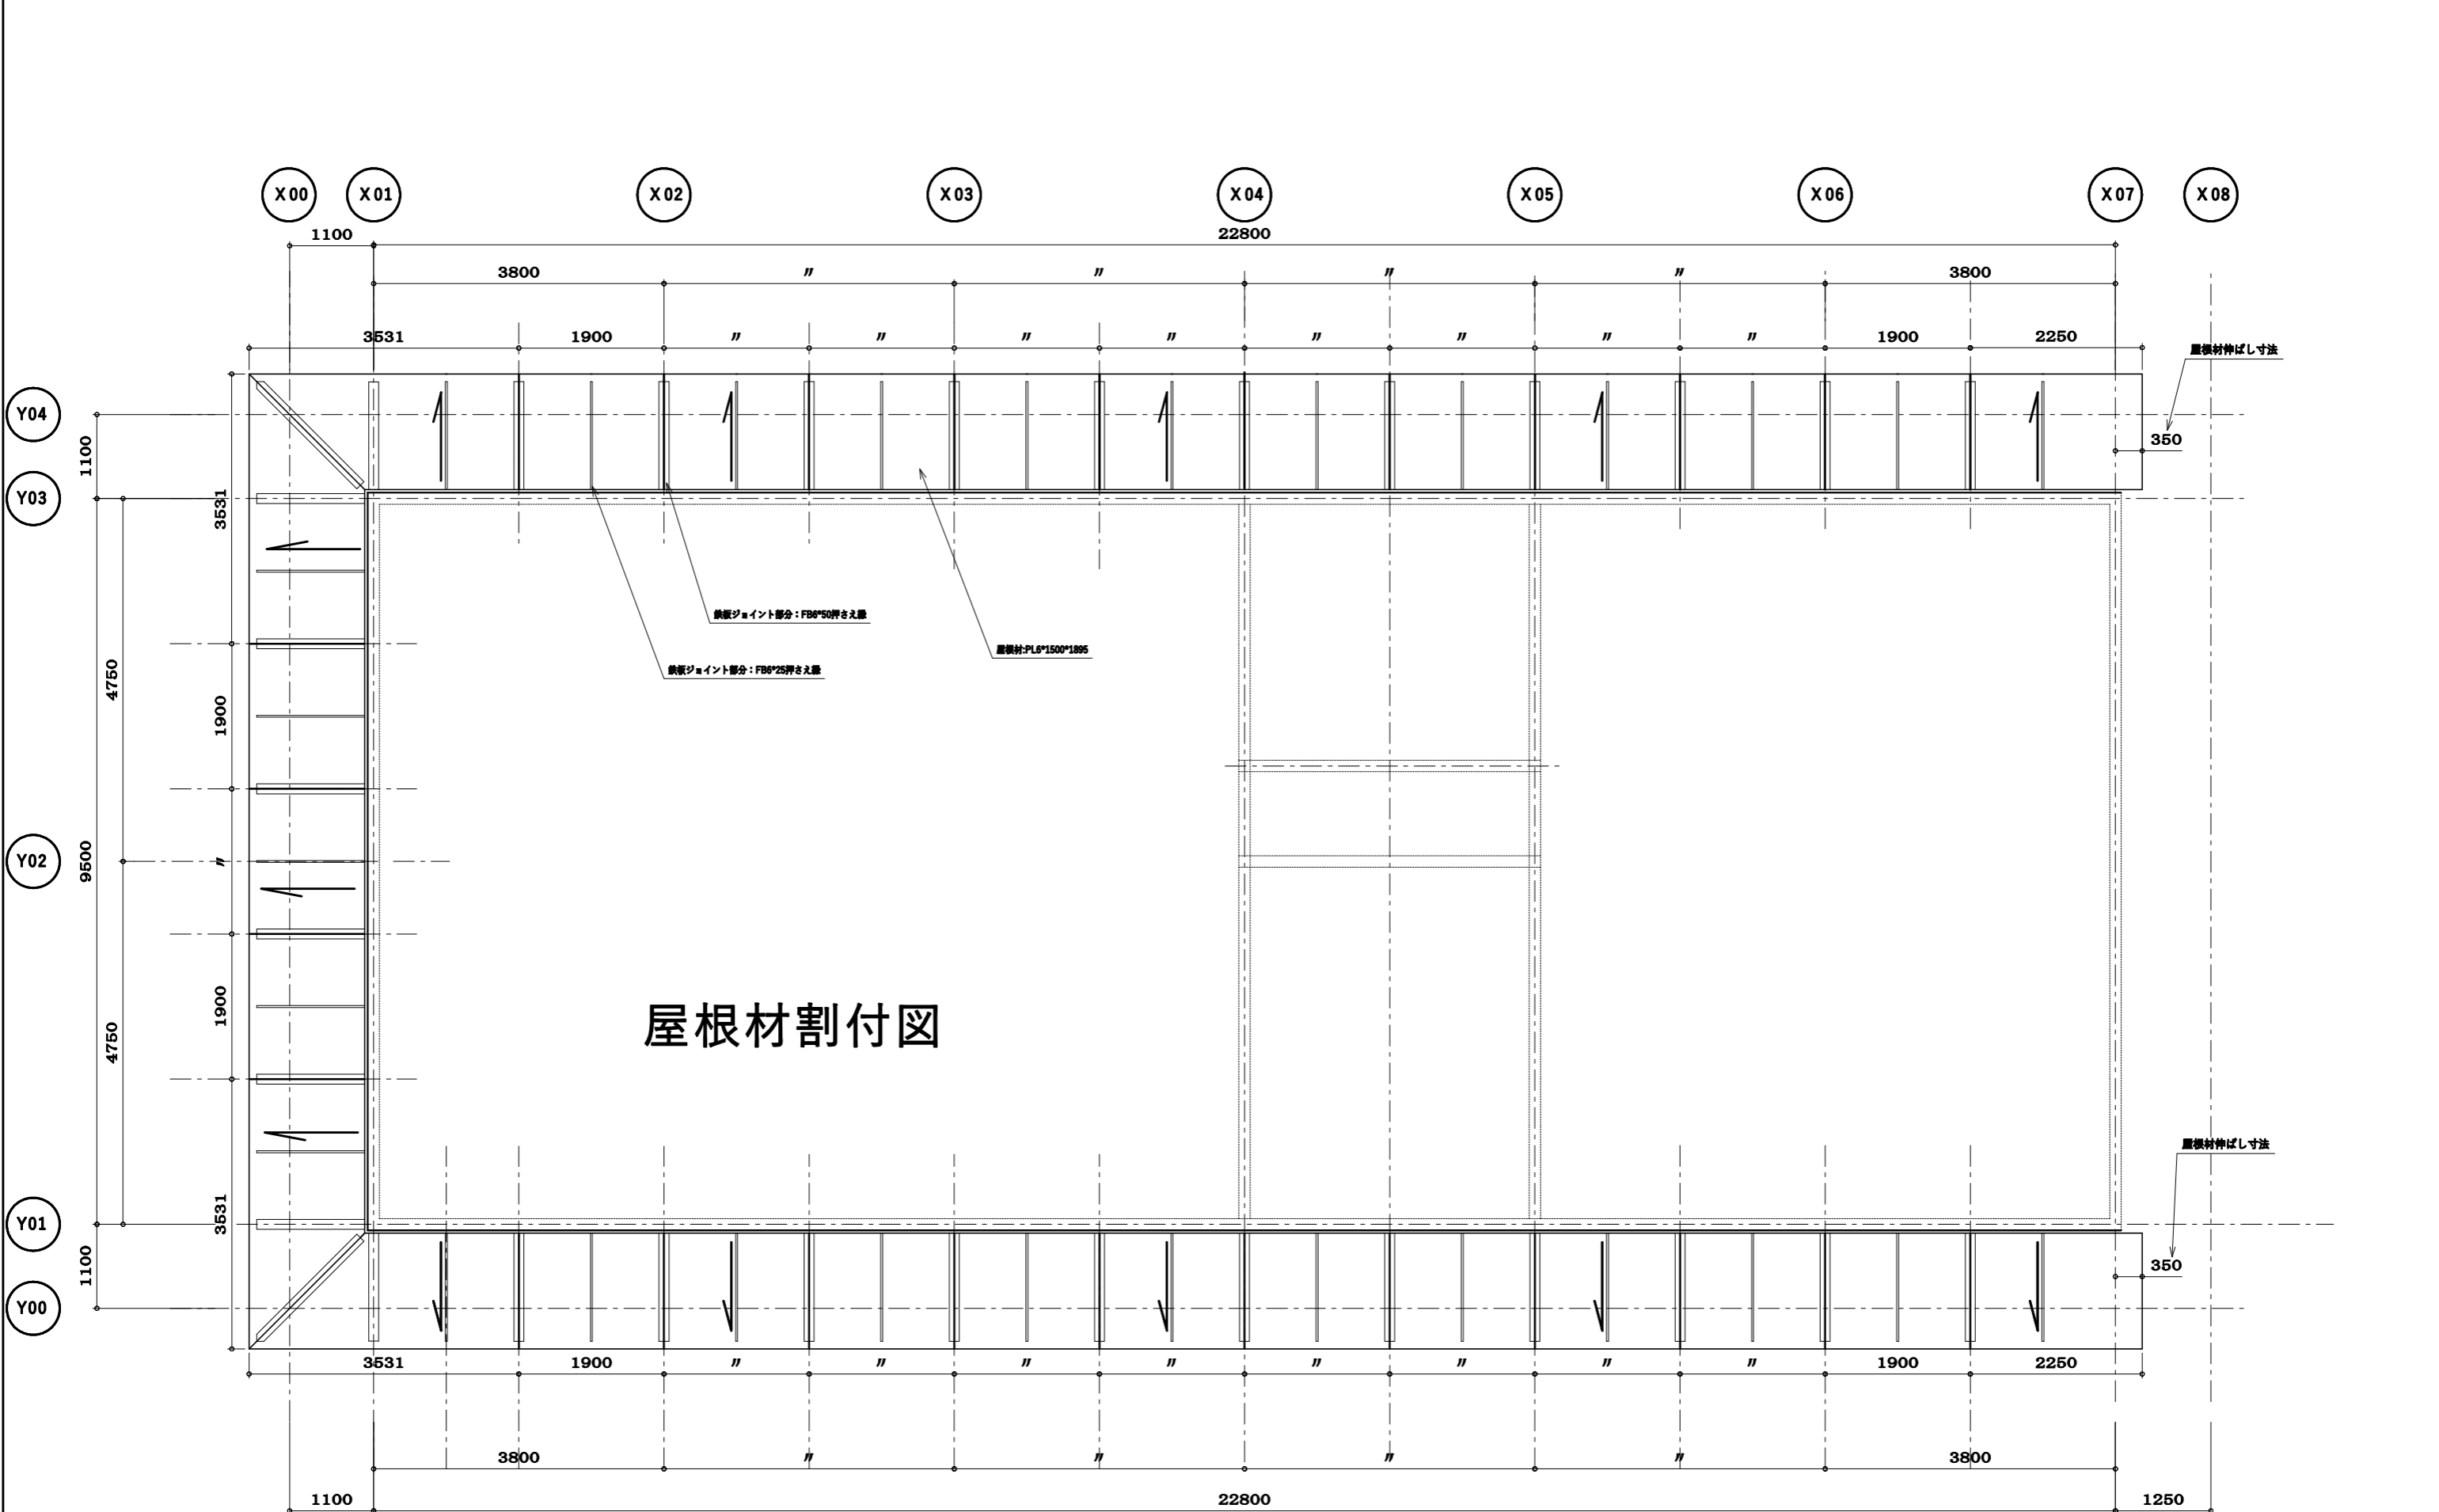 X00 X01 X02 X03 X04 X05 X06 X07 X08
1100 22800
3800 〃 〃 〃 〃 3800
3531 1900 〃 〃 〃 〃 〃 〃 〃 〃 1900 2250
屋根材伸ばし寸法
350
Y04
1100
Y03
3531
4750
1900
鉄板ジョイント部分：FB6*50押さえ縁
鉄板ジョイント部分：FB6*25押さえ縁
屋根材:PL6*1500*1895
Y02
9500
〃
屋根材割付図
1900
4750
3531
屋根材伸ばし寸法
350
Y01
1100
Y00
3531 1900 〃 〃 〃 〃 〃 〃 〃 〃 1900 2250
3800 〃 〃 〃 〃 3800
1100 22800 1250